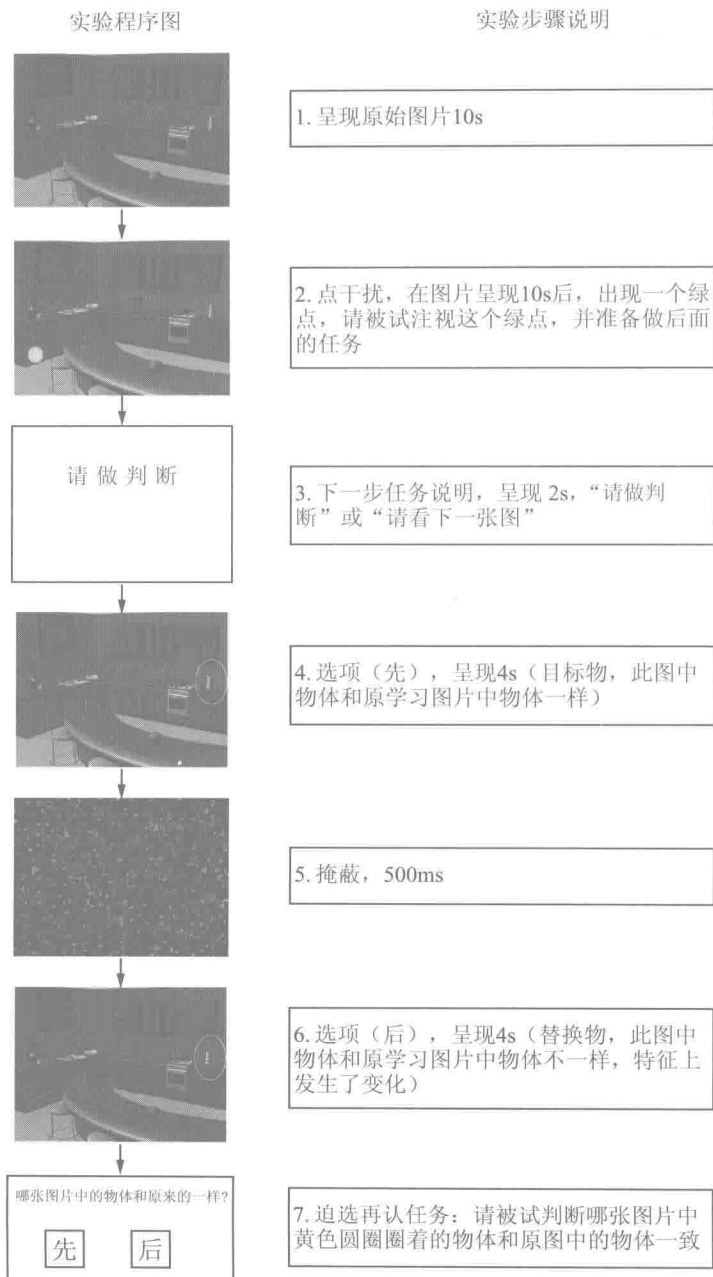 实验程序图
实验步骤说明
1. 呈现原始图片10s
2. 点干扰，在图片呈现10s后，出现一个绿
点，请被试注视这个绿点，并准备做后面
的任务
请 做 判 断
3. 下一步任务说明，呈现 2s，“请做判
断”或“请看下一张图”
4. 选项（先），呈现4s（目标物，此图中
物体和原学习图片中物体一样）
5. 掩蔽，500ms
6. 选项（后），呈现4s（替换物，此图中
物体和原学习图片中物体不一样，特征上
发生了变化）
哪张图片中的物体和原来的一样?
先 后
7. 迫选再认任务：请被试判断哪张图片中
黄色圆圈圈着的物体和原图中的物体一致